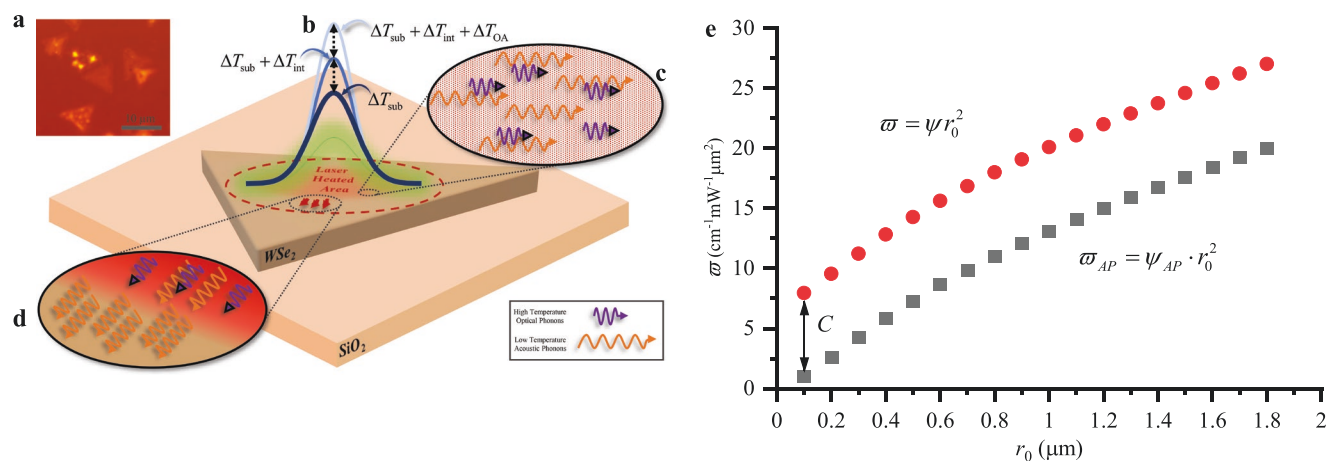 a
b
ΔT_sub + ΔT_int + ΔT_OA
ΔT_sub + ΔT_int
ΔT_sub
c
Laser
Heated
Area
WSe₂
SiO₂
d
High Temperature
Optical Phonons
Low Temperature
Acoustic Phonons
e
ϖ = ψr₀²
ϖ_AP = ψ_AP · r₀²
C
ϖ (cm⁻¹mW⁻¹μm²)
30
25
20
15
10
5
0
0 0.2 0.4 0.6 0.8 1 1.2 1.4 1.6 1.8 2
r₀ (μm)